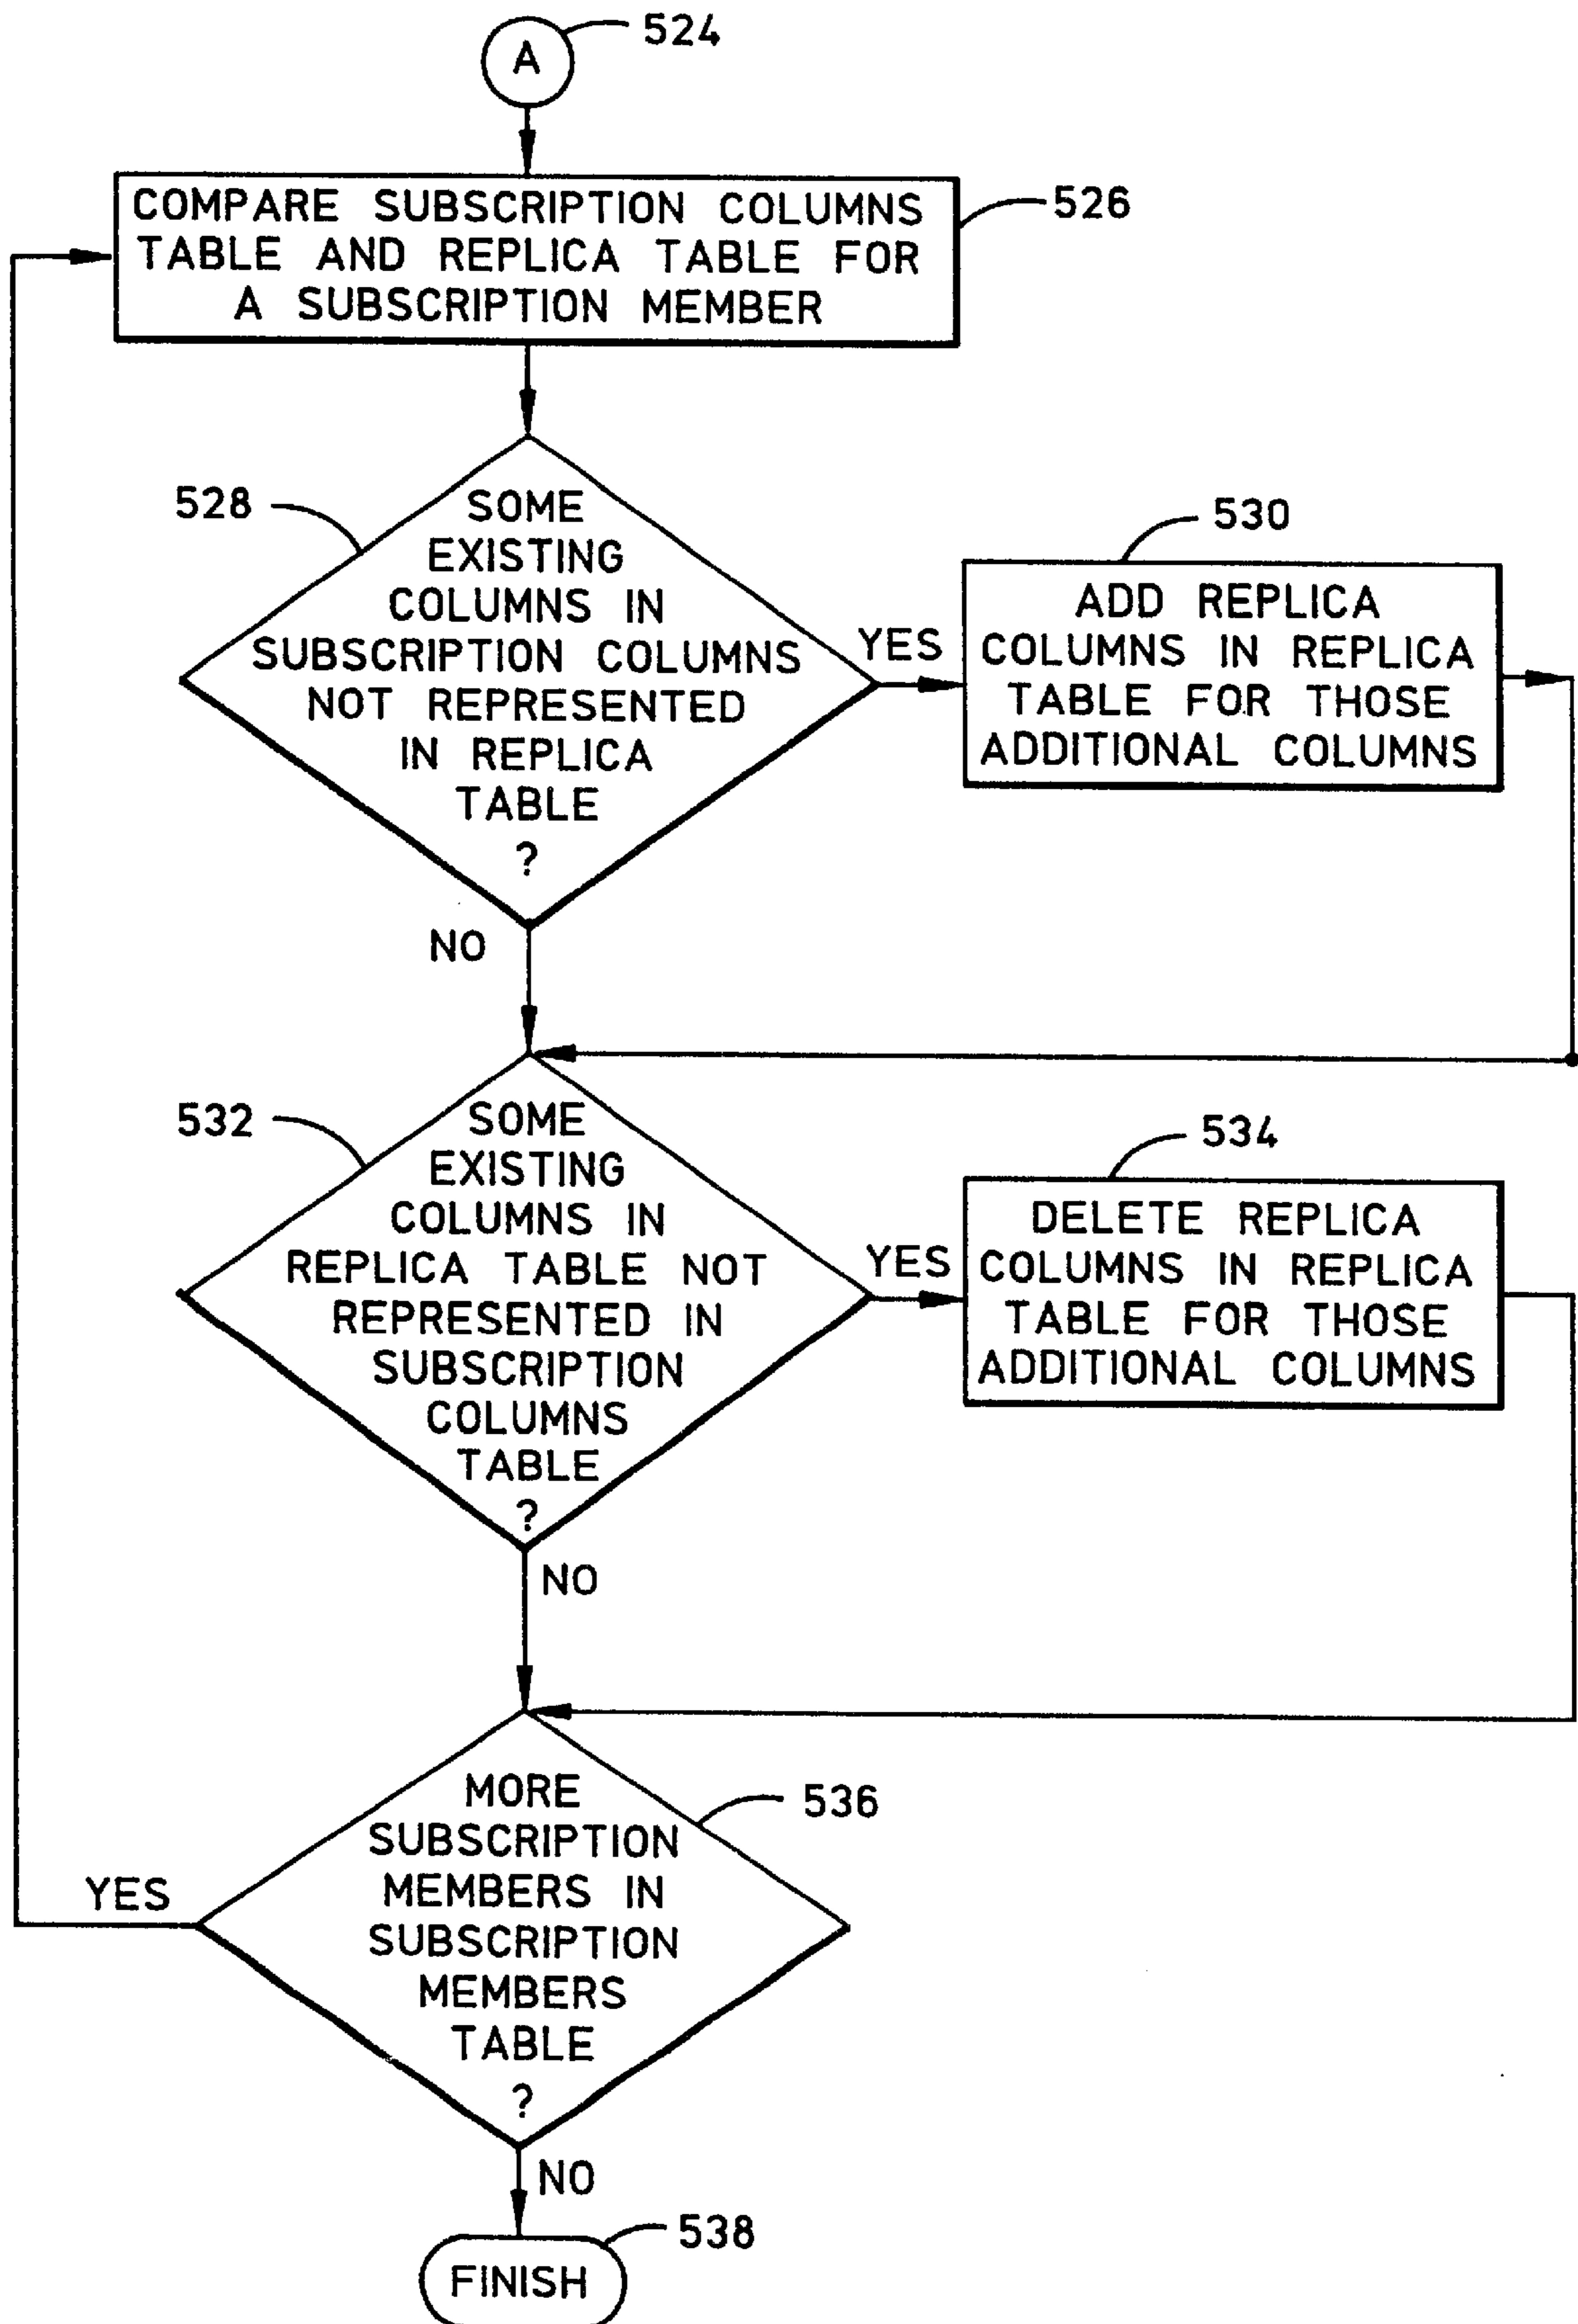 524
A
COMPARE SUBSCRIPTION COLUMNS
TABLE AND REPLICA TABLE FOR
A SUBSCRIPTION MEMBER
526
528
SOME
EXISTING
COLUMNS IN
SUBSCRIPTION COLUMNS
NOT REPRESENTED
IN REPLICA
TABLE
?
YES
530
ADD REPLICA
COLUMNS IN REPLICA
TABLE FOR THOSE
ADDITIONAL COLUMNS
NO
532
SOME
EXISTING
COLUMNS IN
REPLICA TABLE NOT
REPRESENTED IN
SUBSCRIPTION
COLUMNS
TABLE
?
YES
534
DELETE REPLICA
COLUMNS IN REPLICA
TABLE FOR THOSE
ADDITIONAL COLUMNS
NO
536
MORE
SUBSCRIPTION
MEMBERS IN
SUBSCRIPTION
MEMBERS
TABLE
?
YES
NO
538
FINISH